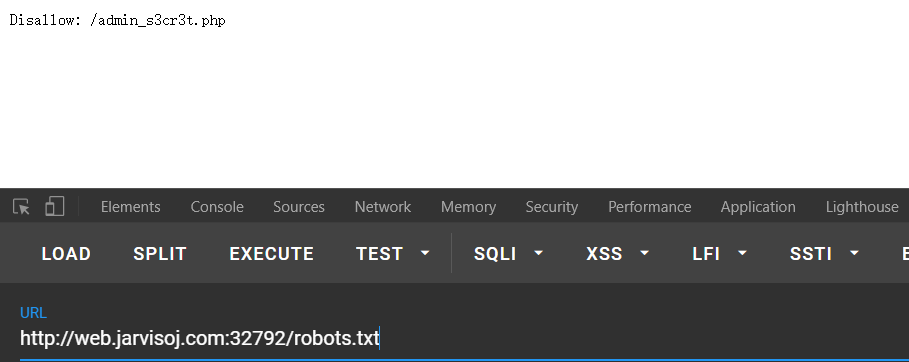 Disallow: /admin_s3cr3t.php
Elements Console Sources Network Memory Security Performance Application Lighthouse
LOAD SPLIT EXECUTE TEST SQLI XSS LFI SSTI
URL
http://web.jarvisoj.com:32792/robots.txt